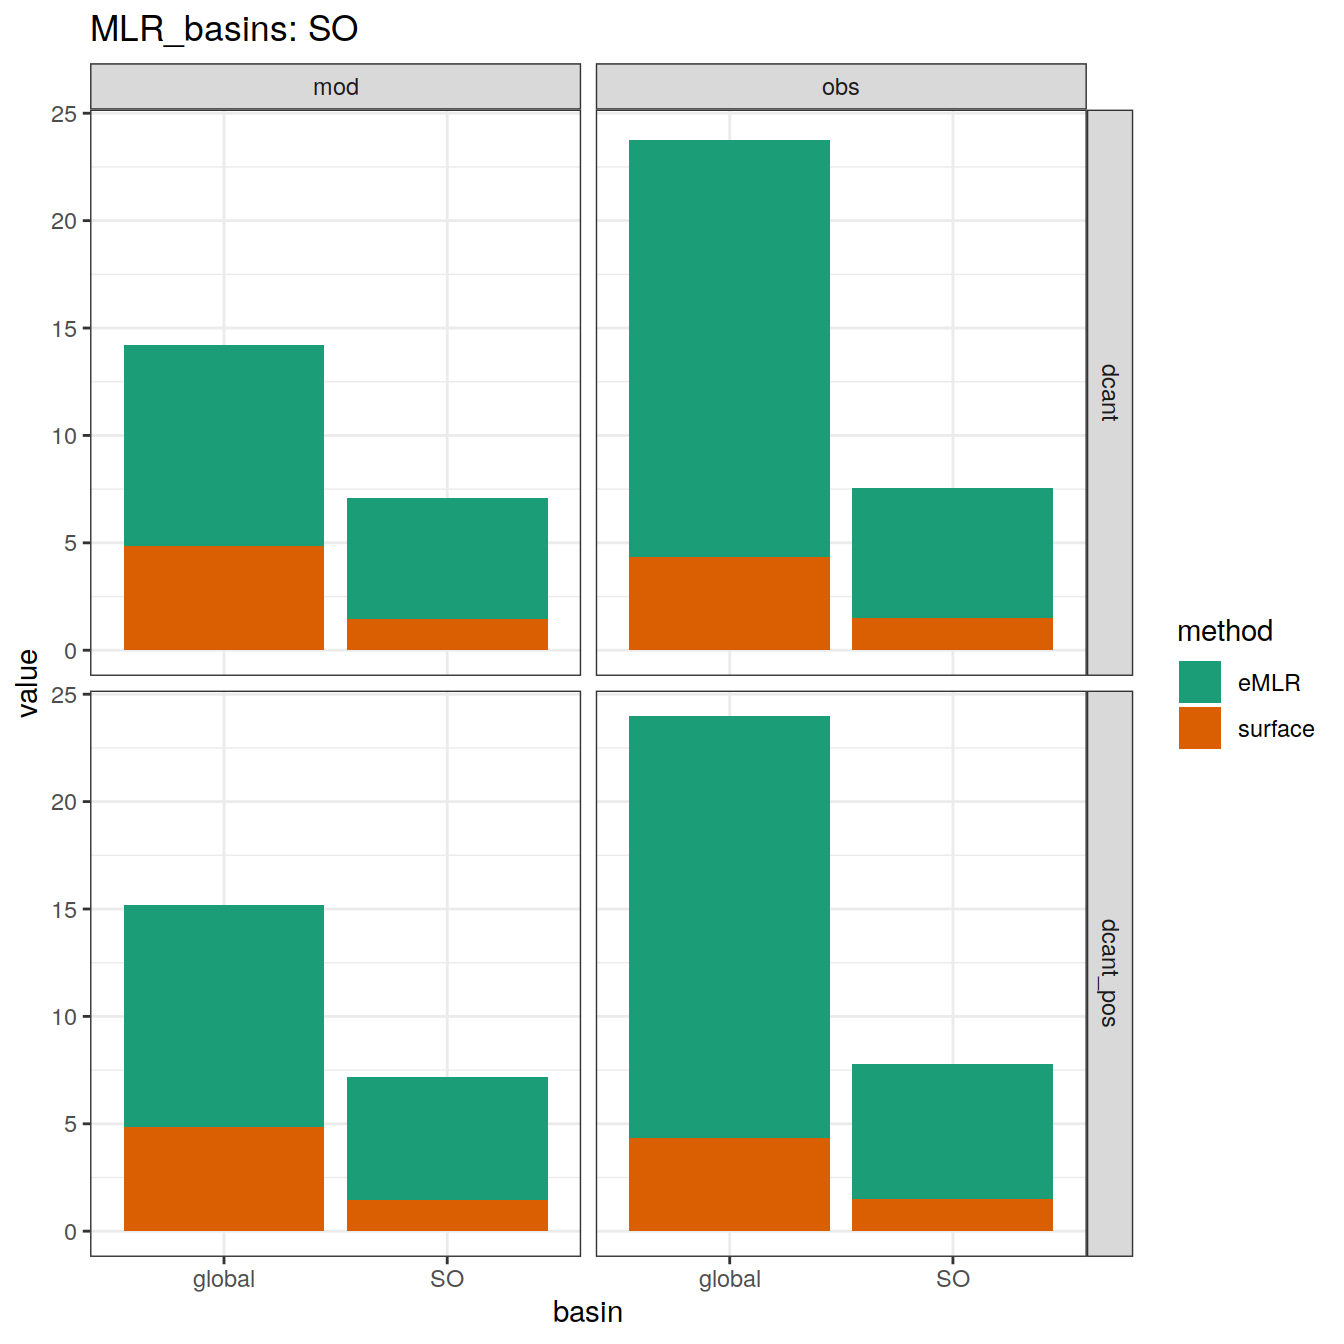 MLR_basins: SO
mod
obs
25
20
15
10
5
0
dcant
25
20
15
10
5
0
dcant_pos
value
global
SO
global
SO
basin
method
eMLR
surface